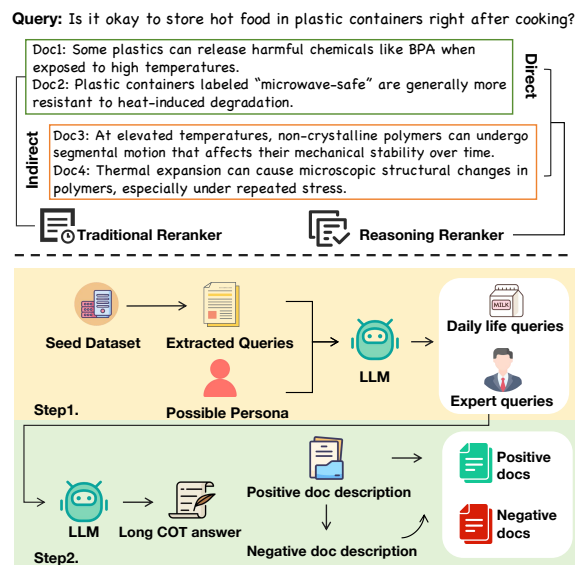 Query: Is it okay to store hot food in plastic containers right after cooking?
Doc1: Some plastics can release harmful chemicals like BPA when
exposed to high temperatures.
Doc2: Plastic containers labeled “microwave-safe” are generally more
resistant to heat-induced degradation.
Direct
Indirect
Doc3: At elevated temperatures, non-crystalline polymers can undergo
segmental motion that affects their mechanical stability over time.
Doc4: Thermal expansion can cause microscopic structural changes in
polymers, especially under repeated stress.
Traditional Reranker
Reasoning Reranker
Seed Dataset
Extracted Queries
Possible Persona
LLM
MILK
Daily life queries
Expert queries
Step1.
LLM
Long COT answer
Positive doc description
Negative doc description
Positive
docs
Negative
docs
Step2.